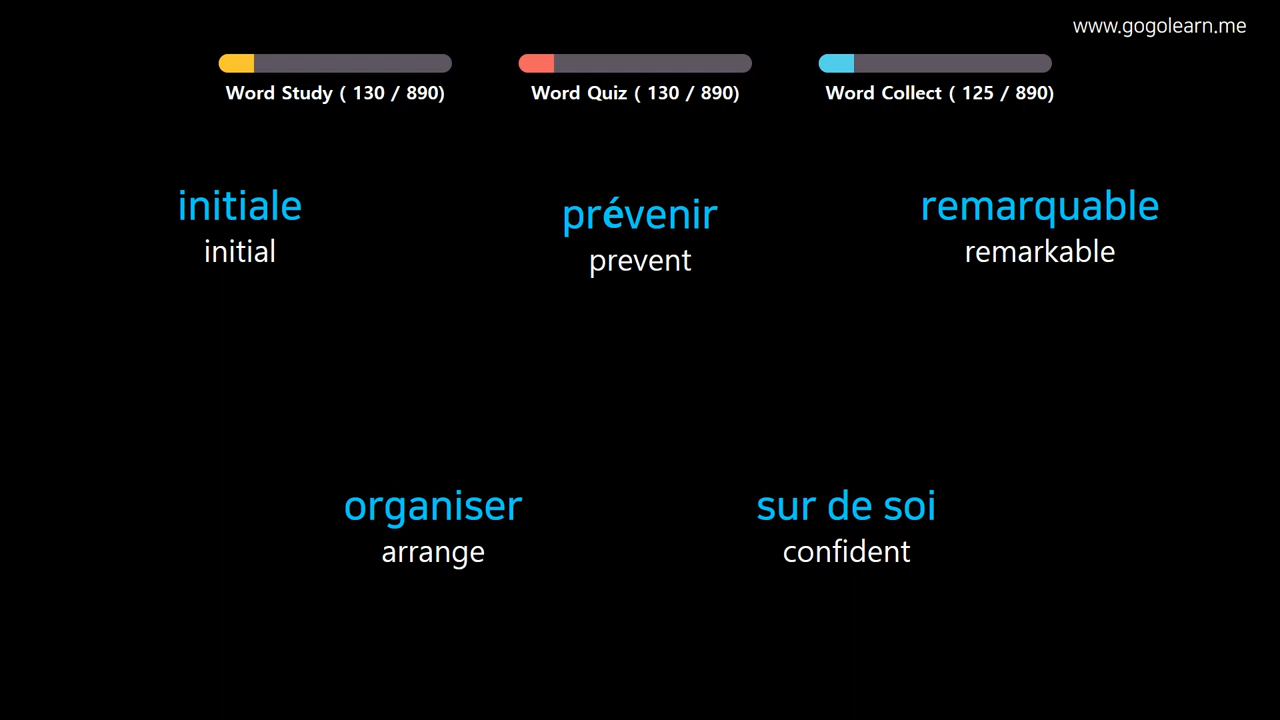 www.gogolearn.me
Word Study ( 130 / 890)
Word Quiz ( 130 / 890)
Word Collect ( 125 / 890)
initiale
initial
prévenir
prevent
remarquable
remarkable
organiser
arrange
sur de soi
confident